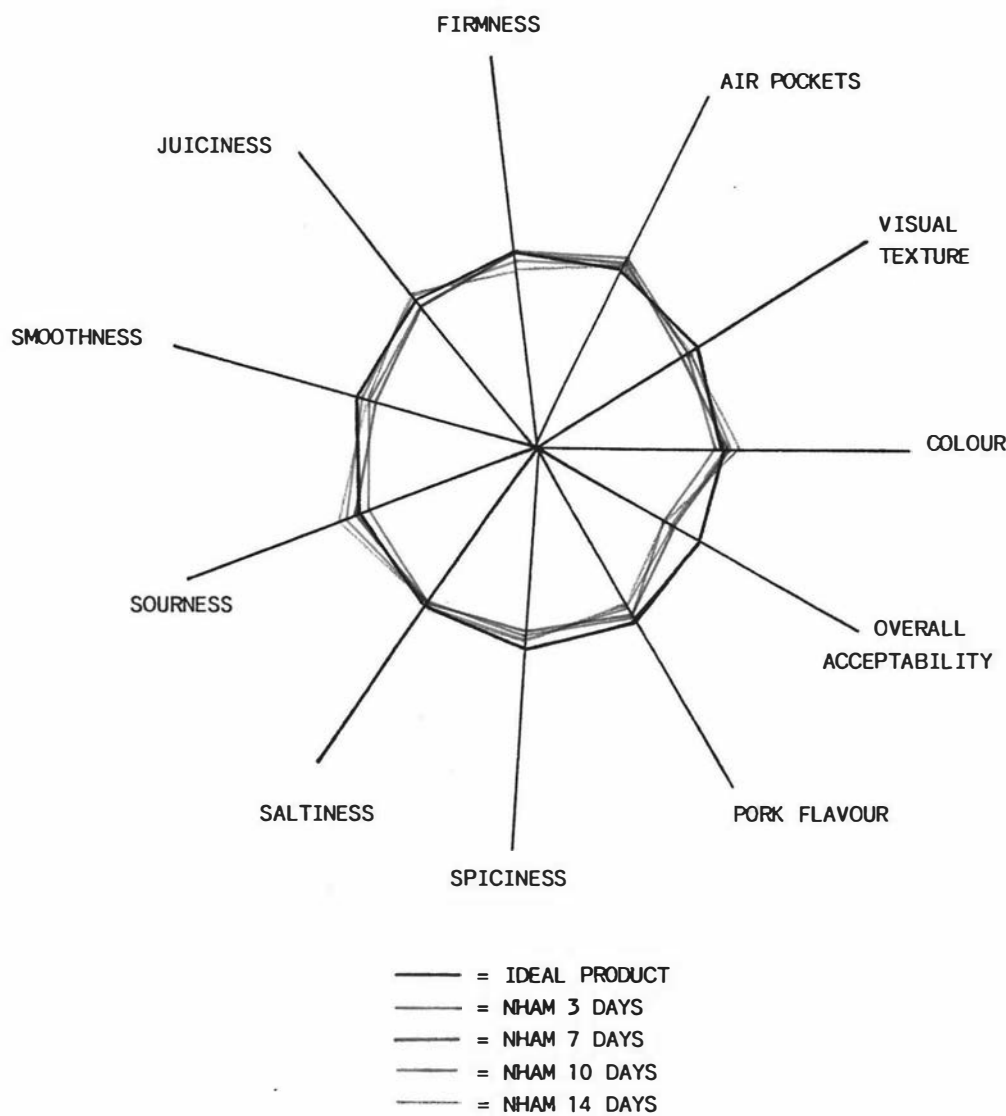 FIRMNESS
AIR POCKETS
JUICINESS
VISUAL
TEXTURE
SMOOTHNESS
COLOUR
SOURNESS
OVERALL
ACCEPTABILITY
SALTINESS
PORK FLAVOUR
SPICINESS
= IDEAL PRODUCT
= NHAM 3 DAYS
= NHAM 7 DAYS
= NHAM 10 DAYS
= NHAM 14 DAYS